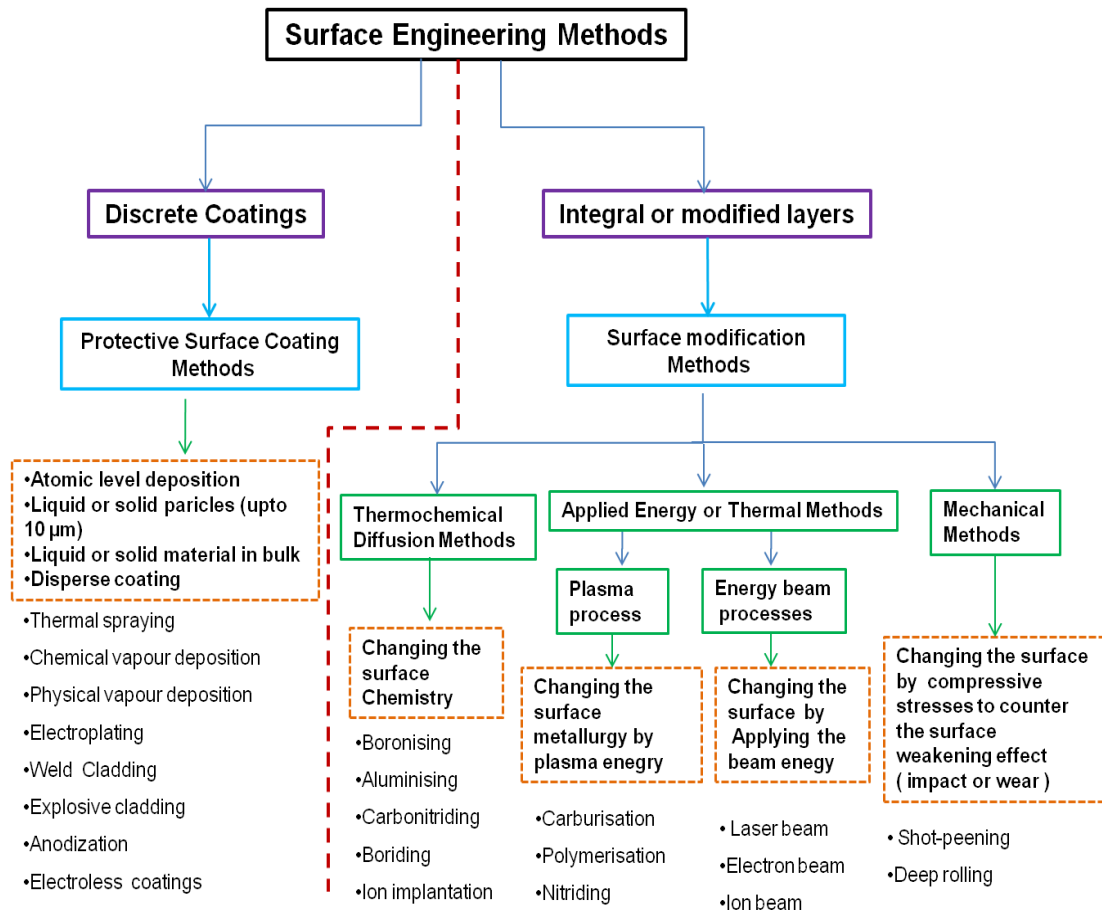 Surface Engineering Methods
Discrete Coatings
Integral or modified layers
Protective Surface Coating
Methods
Surface modification
Methods
•Atomic level deposition
•Liquid or solid paricles (upto
10 µm)
•Liquid or solid material in bulk
•Disperse coating
•Thermal spraying
•Chemical vapour deposition
•Physical vapour deposition
•Electroplating
•Weld Cladding
•Explosive cladding
•Anodization
•Electroless coatings
Thermochemical
Diffusion Methods
Changing the
surface
Chemistry
•Boronising
•Aluminising
•Carbonitriding
•Boriding
•Ion implantation
Applied Energy or Thermal Methods
Plasma
process
Changing the
surface
metallurgy by
plasma enegry
•Carburisation
•Polymerisation
•Nitriding
Energy beam
processes
Changing the
surface by
Applying the
beam enegy
•Laser beam
•Electron beam
•Ion beam
Mechanical
Methods
Changing the surface
by compressive
stresses to counter
the surface
weakening effect
( impact or wear )
•Shot-peening
•Deep rolling